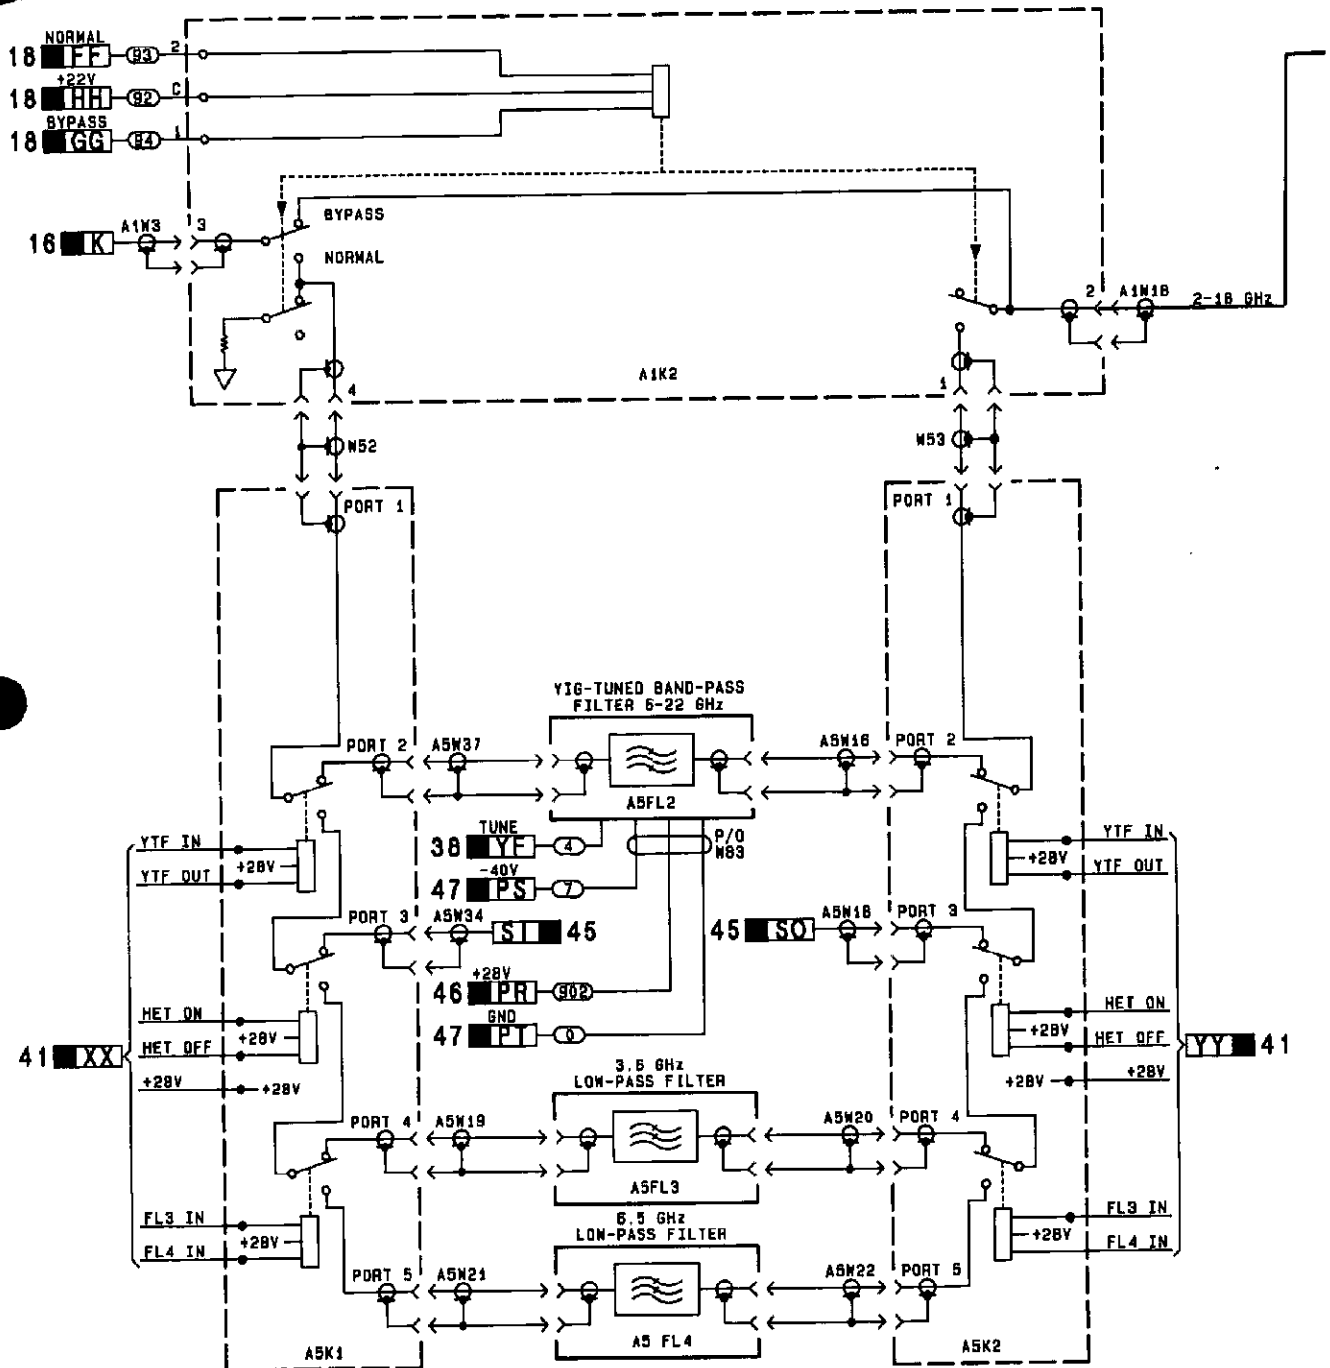 NORMAL
18 FF 93 2
+22V
18 HH 92 C
BYPASS
18 GG 94 1
BYPASS
16 K A1W3 3
NORMAL
2 A1W18 2-18 GHz
A1K2
4 1
W52 W53
PORT 1 PORT 1
YIG-TUNED BAND-PASS
FILTER 6-22 GHz
PORT 2 A5W37 A5W16 PORT 2
A5FL2
TUNE
38 YF 4
P/O
W83
-40V
47 PS 7
YTF IN YTF IN
+28V +28V
YTF OUT YTF OUT
PORT 3 A5W34 A5W18 PORT 3
SI 45 45 SO
+28V
46 PR 902
GND
47 PT 0
HET ON HET ON
+28V +28V
HET OFF HET OFF
41 XX YY 41
+28V +28V +28V +28V
3.6 GHz
LOW-PASS FILTER
PORT 4 A5W19 A5W20 PORT 4
A5FL3
6.5 GHz
LOW-PASS FILTER
FL3 IN FL3 IN
+28V +28V
FL4 IN FL4 IN
PORT 5 A5W21 A5W22 PORT 5
A5 FL4
A5K1 A5K2